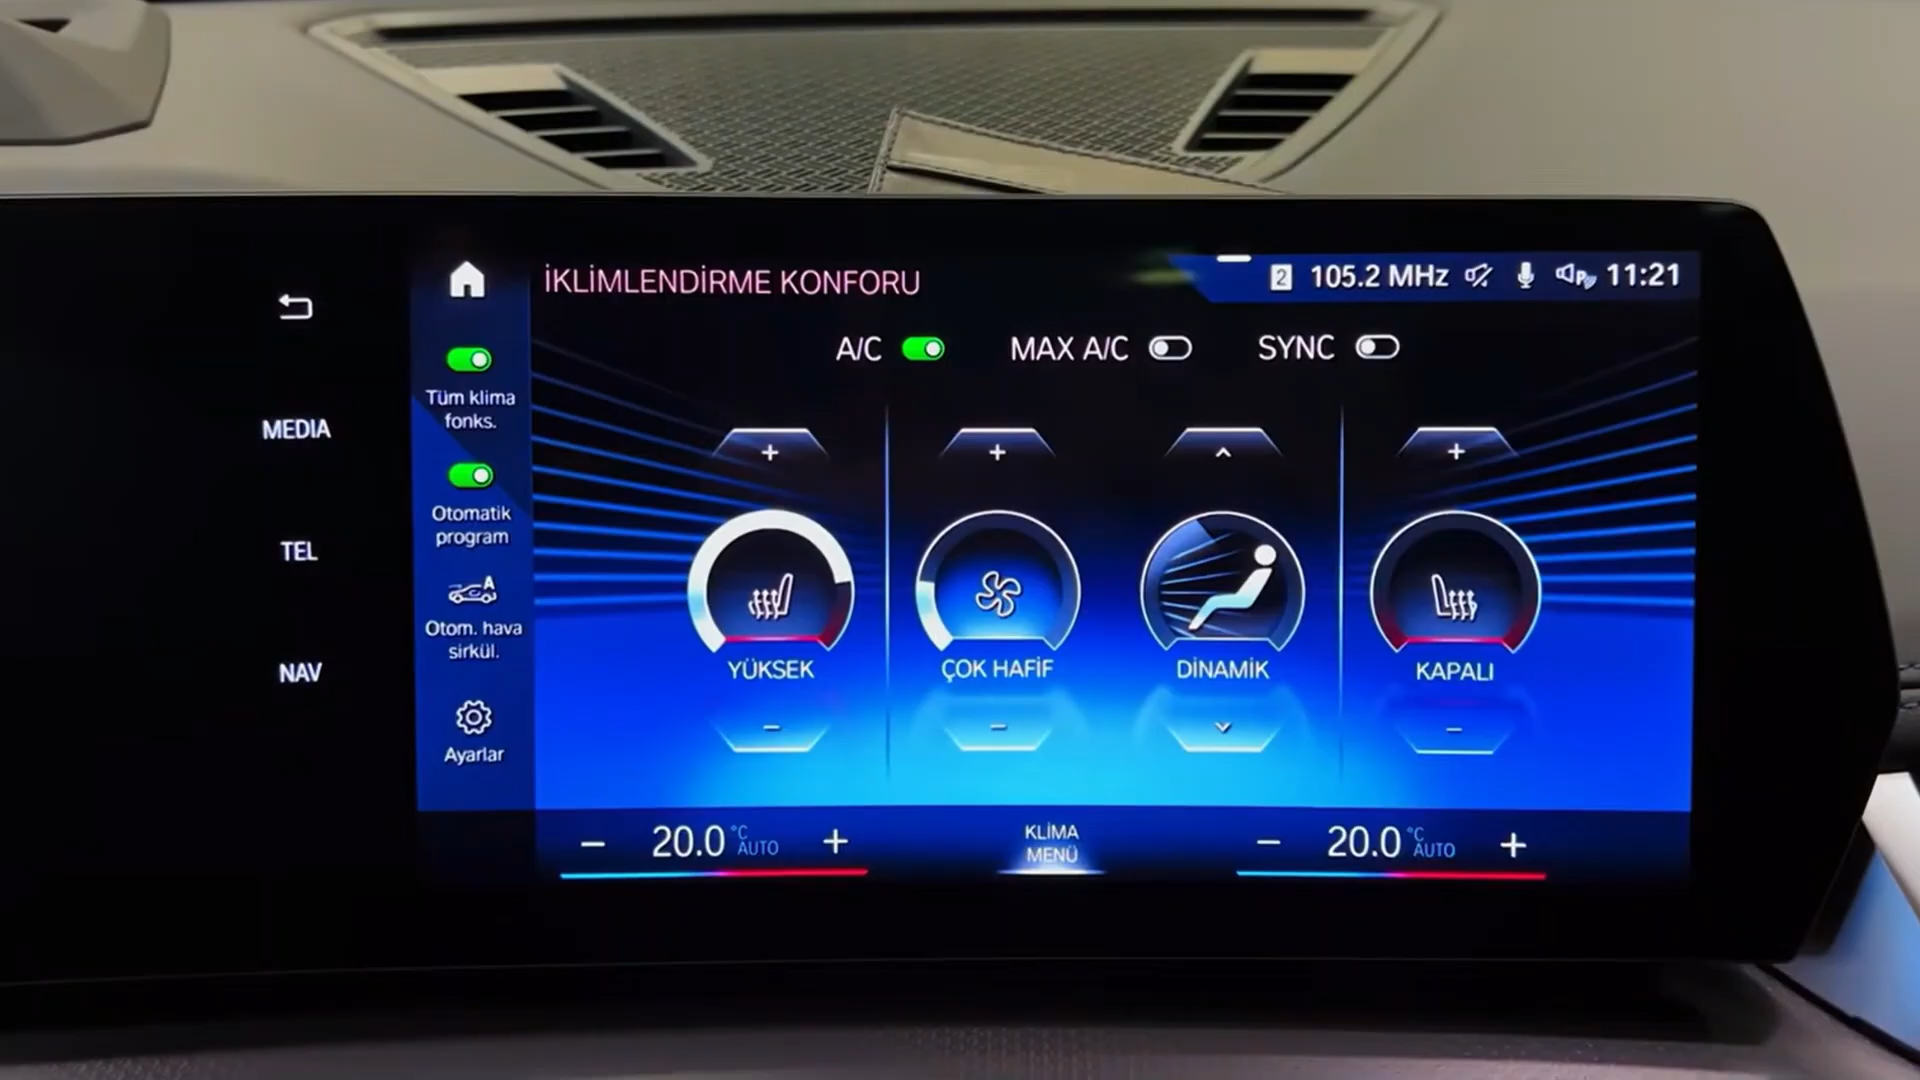 İKLİMLENDİRME KONFORU
2 105.2 MHz P 11:21
A/C MAX A/C SYNC
MEDIA
TEL
NAV
Tüm klima
fonks.
Otomatik
program
A
Otom. hava
sirkül.
Ayarlar
+ + +
YÜKSEK ÇOK HAFİF DİNAMİK KAPALI
− − −
− 20.0 °C AUTO +
KLİMA
MENÜ
− 20.0 °C AUTO +